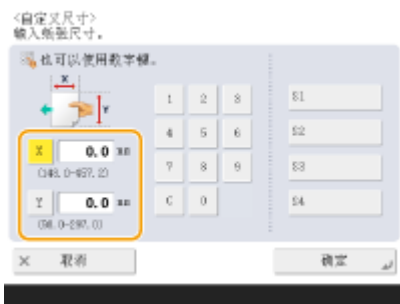 <自定义尺寸>
输入纸张尺寸。
也可以使用数字键。
X
Y
1 2 3 S1
4 5 6 S2
X 0.0 mm
7 8 9 S3
(148.0-457.2)
Y 0.0 mm
C 0 S4
(98.0-297.0)
× 取消 确定